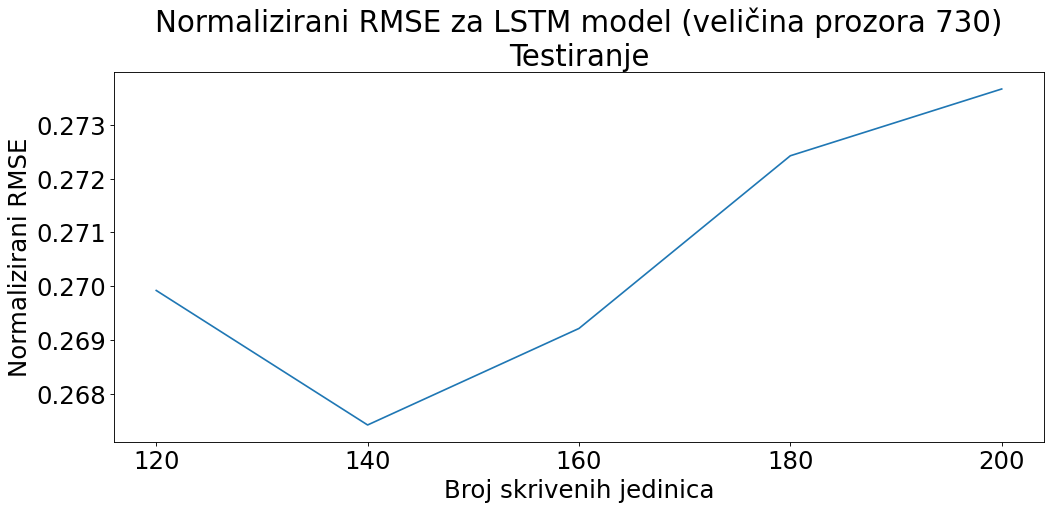 Normalizirani RMSE za LSTM model (veličina prozora 730)
Testiranje
Normalizirani RMSE
0.273
0.272
0.271
0.270
0.269
0.268
120 140 160 180 200
Broj skrivenih jedinica